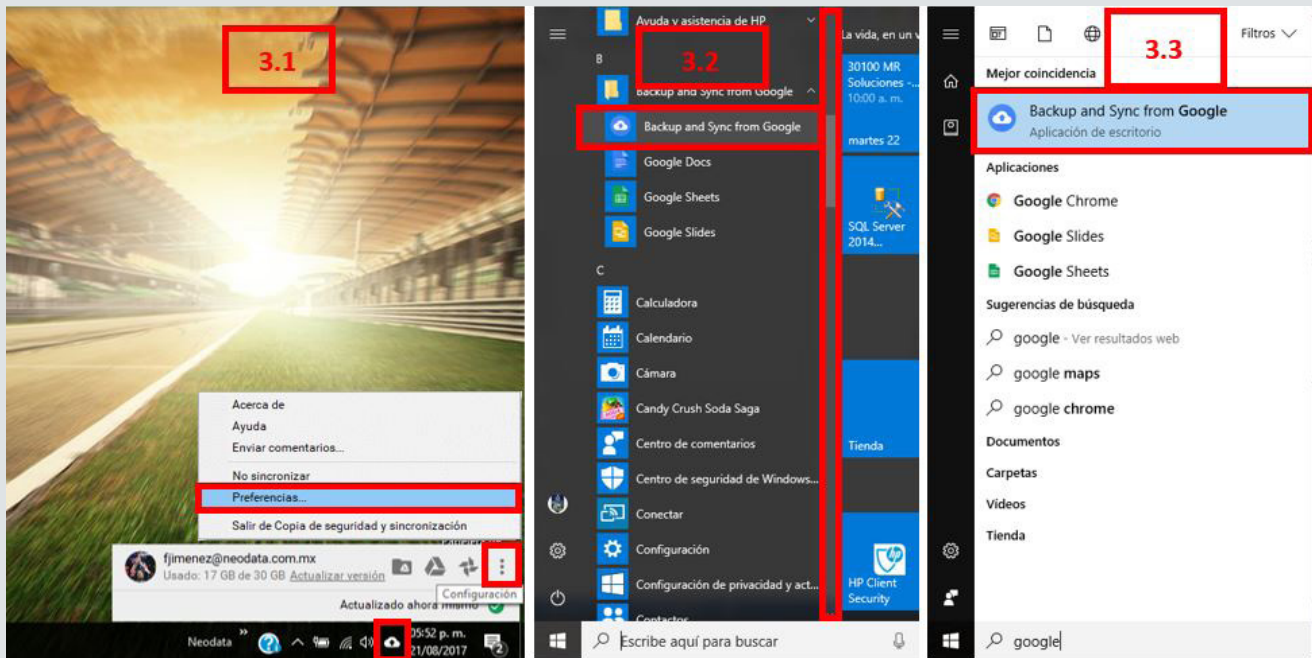 3.1
Acerca de
Ayuda
Enviar comentarios...
No sincronizar
Preferencias...
Salir de Copia de seguridad y sincronización
fjimenez@neodata.com.mx
Usado: 17 GB de 30 GB Actualizar versión
Configuración
Actualizado ahora mismo
Neodata
»
05:52 p. m.
21/08/2017
2
3.2
Ayuda y asistencia de HP
B
Backup and Sync from Google
Backup and Sync from Google
Google Docs
Google Sheets
Google Slides
C
Calculadora
Calendario
Cámara
Candy Crush Soda Saga
Centro de comentarios
Centro de seguridad de Windows...
Conectar
Configuración
Configuración de privacidad y act...
Contactos
Escribe aquí para buscar
La vida, en un v
30100 MR
Soluciones -...
10:00 a. m.
martes 22
SQL Server
2014...
Tienda
HP Client
Security
3.3
Filtros
Mejor coincidencia
Backup and Sync from Google
Aplicación de escritorio
Aplicaciones
Google Chrome
Google Slides
Google Sheets
Sugerencias de búsqueda
google - Ver resultados web
google maps
google chrome
Documentos
Carpetas
Vídeos
Tienda
google